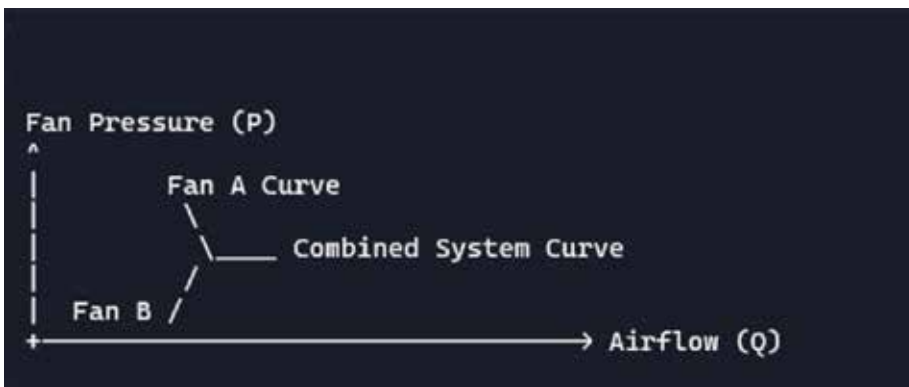 Fan Pressure (P)
Fan A Curve
Combined System Curve
Fan B
Airflow (Q)